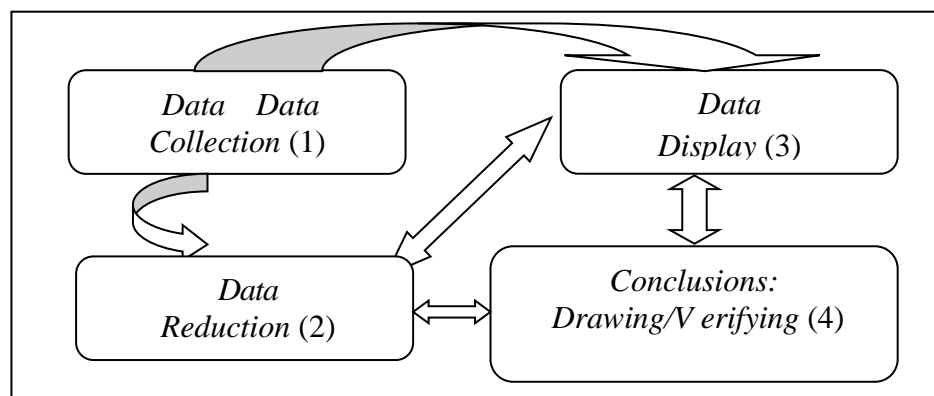 Data Data
Collection (1)
Data
Display (3)
Data
Reduction (2)
Conclusions:
Drawing/V erifying (4)